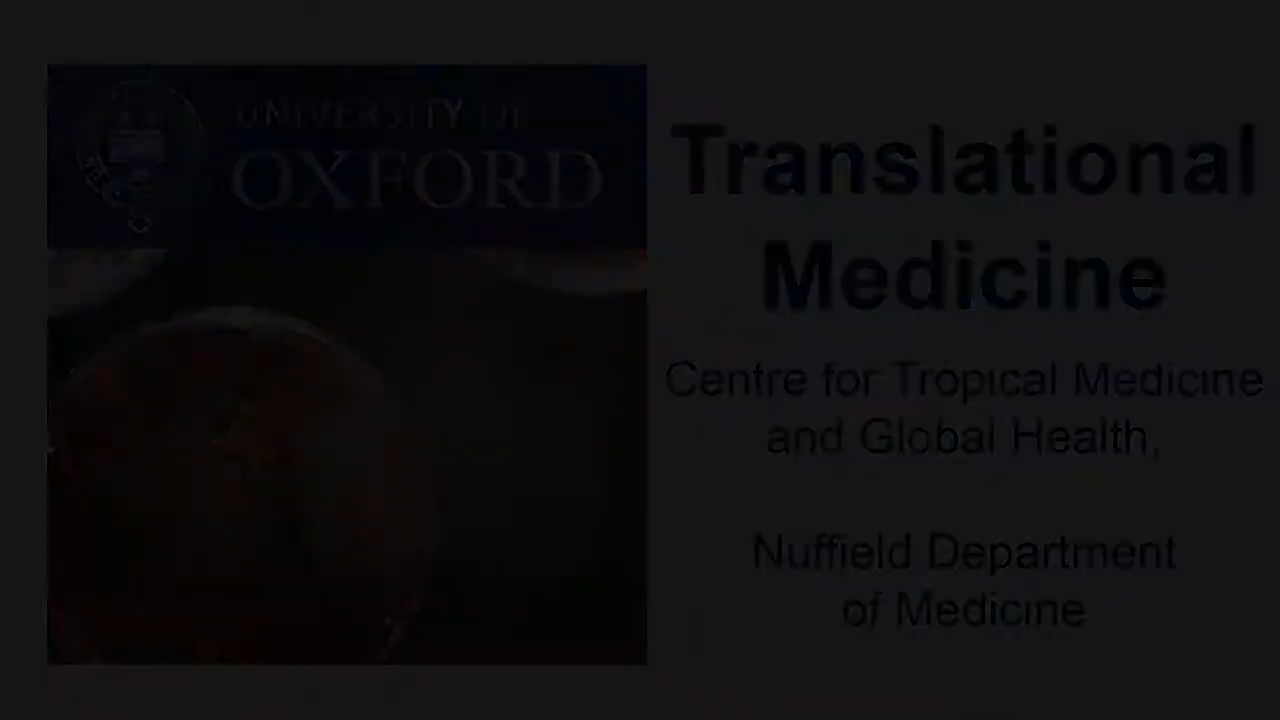 UNIVERSITY OF
OXFORD
Translational
Medicine
Centre for Tropical Medicine
and Global Health,
Nuffield Department
of Medicine